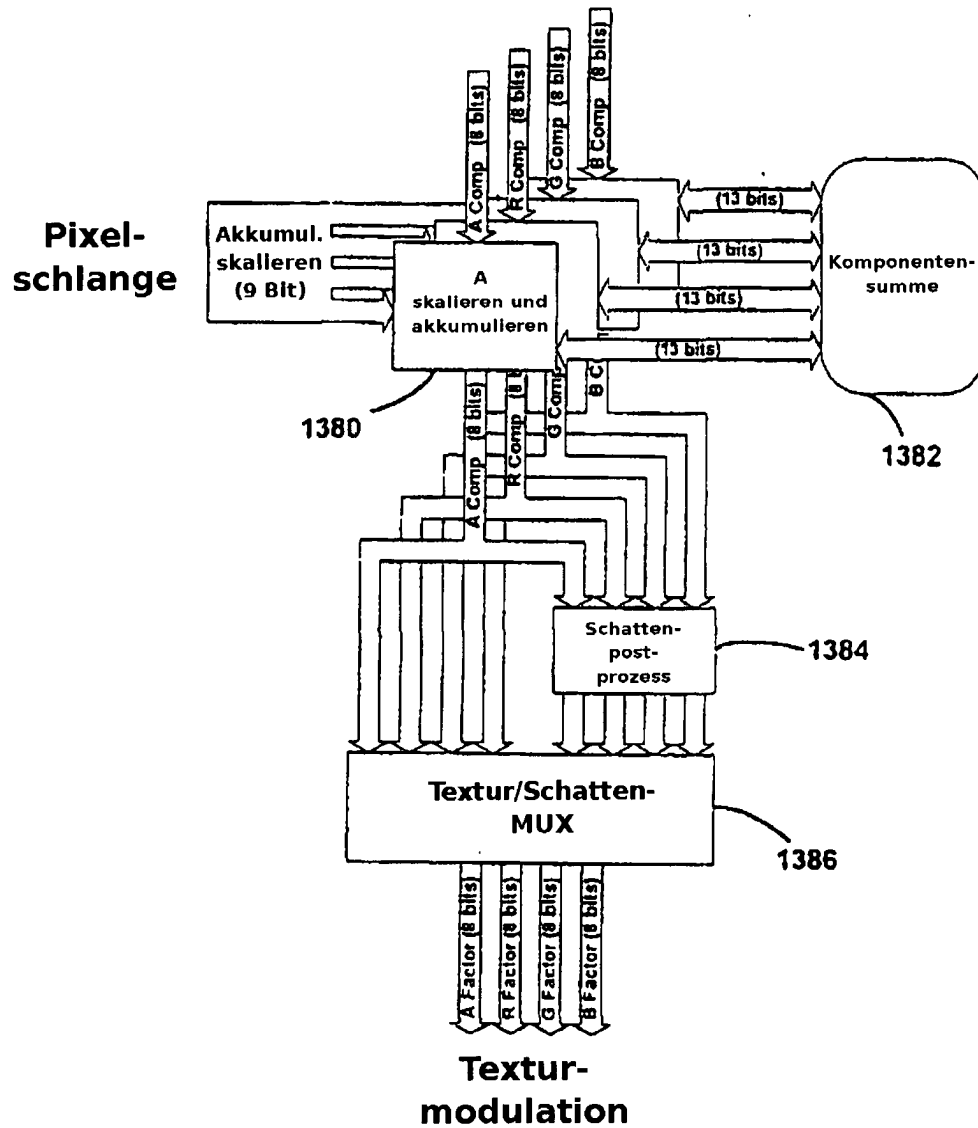 A Comp (8 bits)
R Comp (8 bits)
G Comp (8 bits)
B Comp (8 bits)
Pixel-
schlange
Akkumul.
skalieren
(9 Bit)
A
skalieren und
akkumulieren
(13 bits)
(13 bits)
(13 bits)
(13 bits)
Komponenten-
summe
1380
1382
A Comp (8 bits)
R Comp (8 b
G Comp
B Co
Schatten-
post-
prozess
1384
Textur/Schatten-
MUX
1386
A Factor (8 bits)
R Factor (8 bits)
G Factor (8 bits)
B Factor (8 bits)
Textur-
modulation